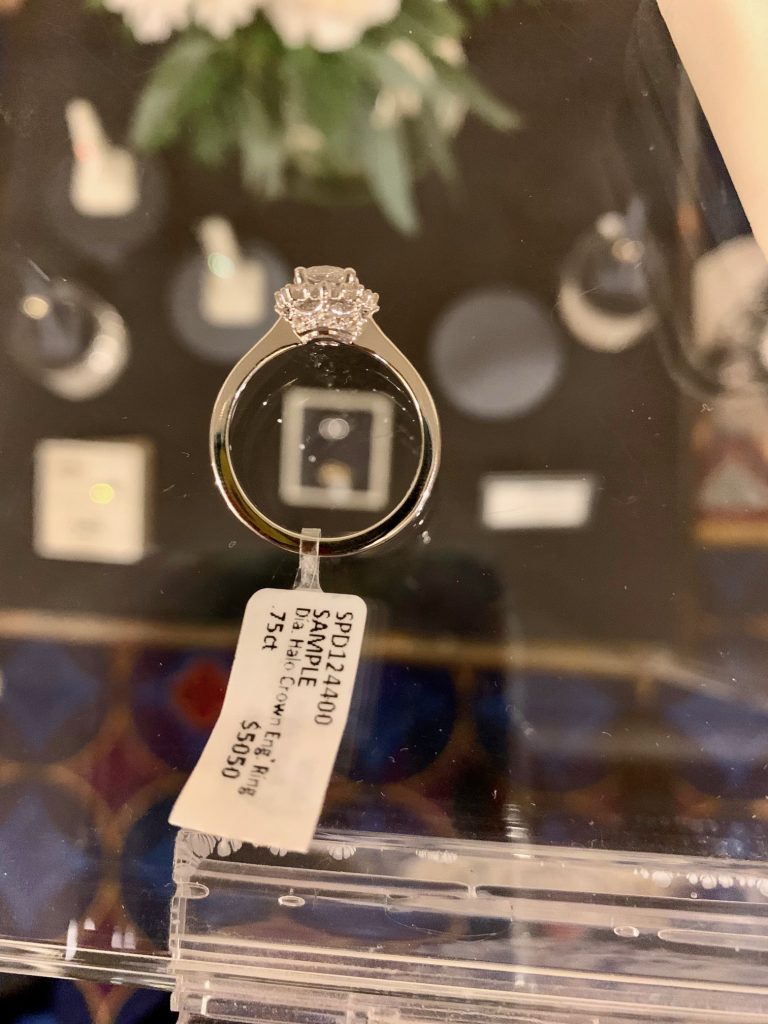 SPD124400
SAMPLE
Dia. Halo Crown Eng' Ring
.75ct $5050